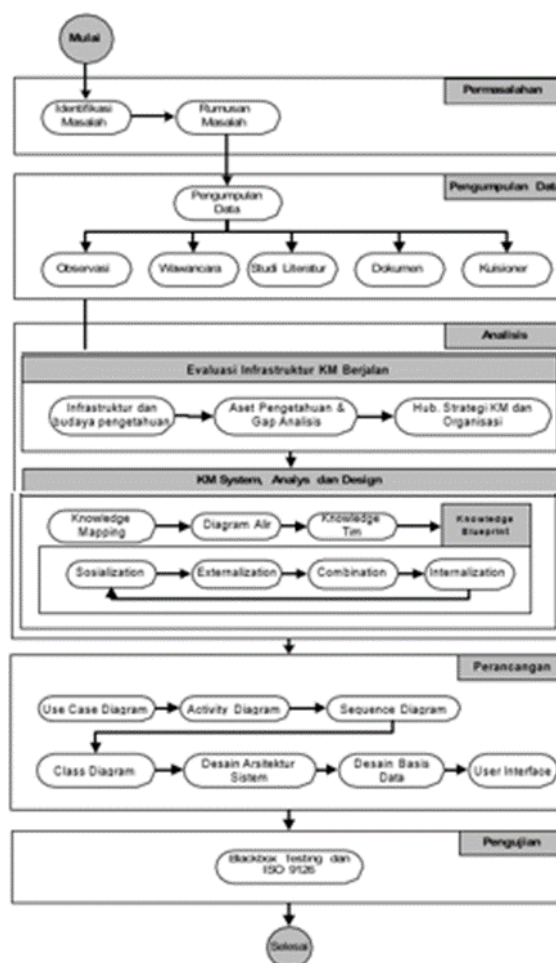 Mulai
Permasalahan
Identifikasi
Masalah
Rumusan
Masalah
Pengumpulan Data
Pengumpulan
Data
Observasi
Wawancara
Studi Literatur
Dokumen
Kuisioner
Analisis
Evaluasi Infrastruktur KM Berjalan
Infrastruktur dan
budaya pengetahuan
Aset Pengetahuan &
Gap Analisis
Hub. Strategi KM dan
Organisasi
KM System, Analys dan Design
Knowledge
Mapping
Diagram Alir
Knowledge
Tim
Knowledge
Blueprint
Sosialization
Externalization
Combination
Internalization
Perancangan
Use Case Diagram
Activity Diagram
Sequence Diagram
Class Diagram
Desain Arsitektur
Sistem
Desain Basis
Data
User Interface
Pengujian
Blackbox Testing dan
ISO 9126
Selesai